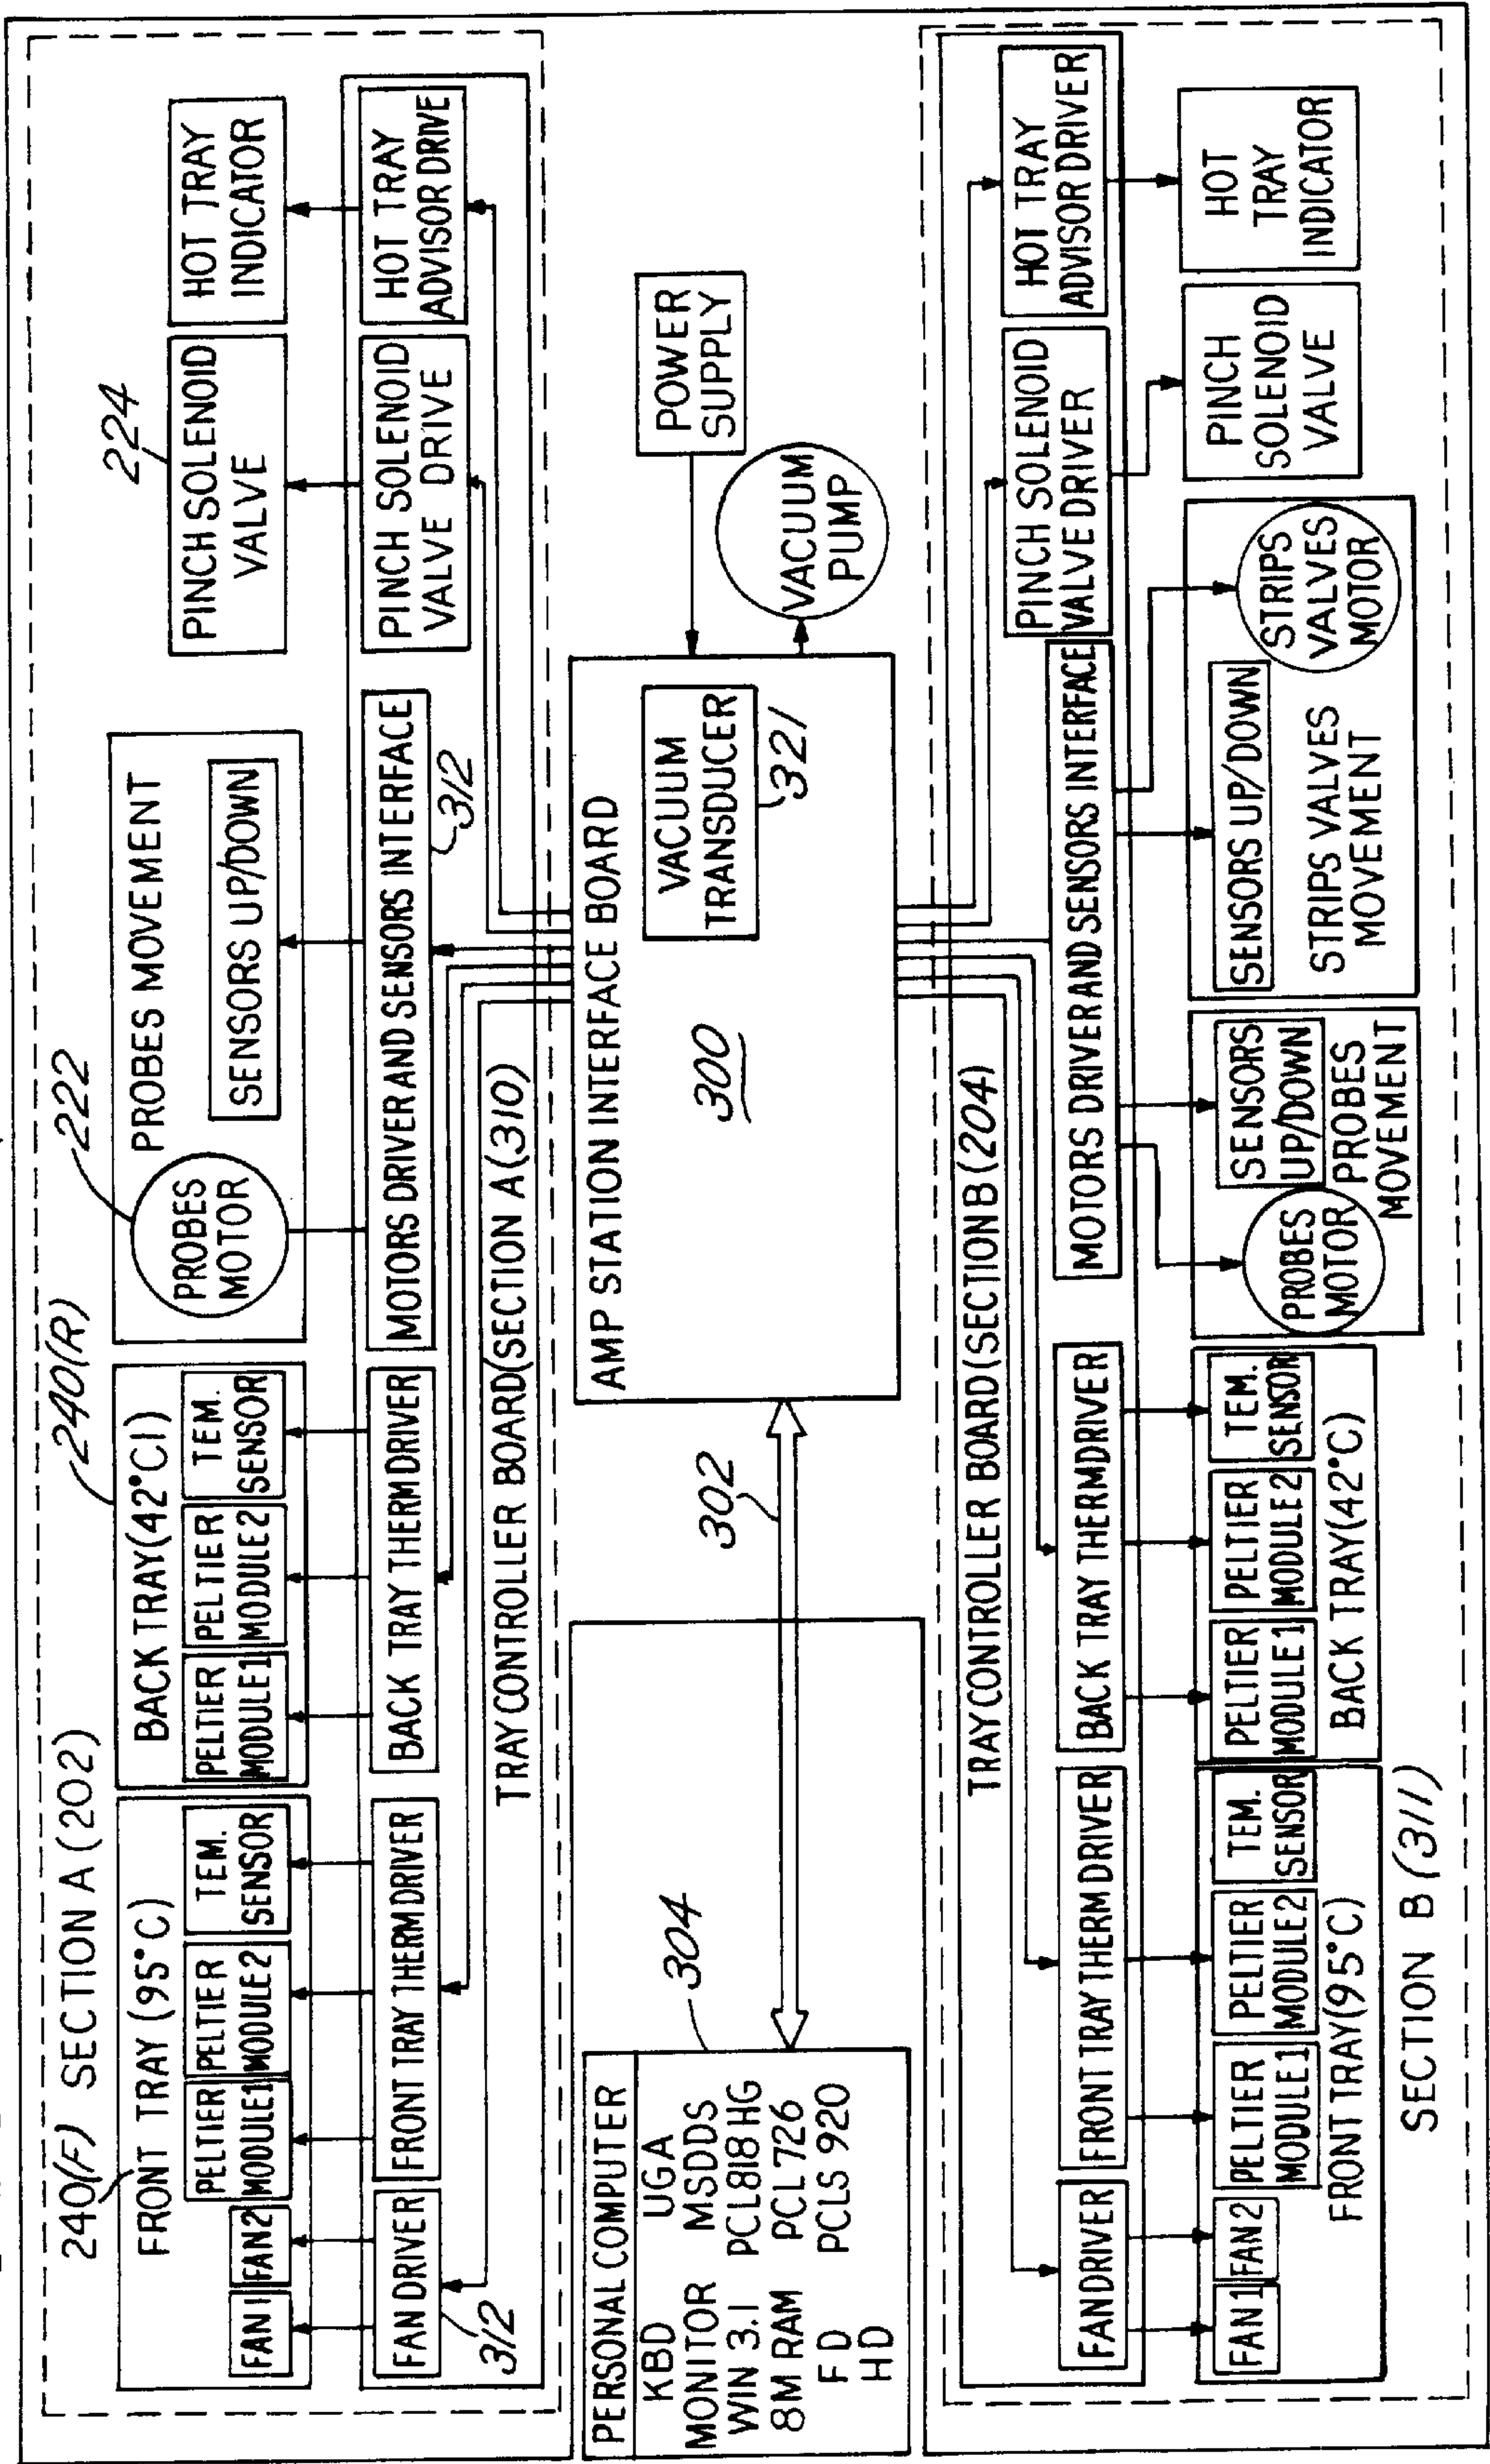 240(F)
SECTION A (202)
240(R)
222
224
FRONT TRAY (95°C)
FAN1
FAN2
PELTIER
MODULE1
PELTIER
MODULE2
TEM.
SENSOR
BACK TRAY(42°C)
PELTIER
MODULE1
PELTIER
MODULE2
TEM.
SENSOR
PROBES MOVEMENT
PROBES
MOTOR
SENSORS UP/DOWN
PINCH SOLENOID
VALVE
HOT TRAY
INDICATOR
FAN DRIVER
312
FRONT TRAY THERM DRIVER
BACK TRAY THERM DRIVER
MOTORS DRIVER AND SENSORS INTERFACE
312
PINCH SOLENOID
VALVE DRIVE
HOT TRAY
ADVISOR DRIVE
TRAY CONTROLLER BOARD(SECTION A(310)
PERSONAL COMPUTER
KBD UGA
MONITOR MSDDS
WIN 3.1 PCL818HG
8M RAM PCL 726
FD PCLS 920
HD
304
302
AMP STATION INTERFACE BOARD
300
VACUUM
TRANSDUCER
321
POWER
SUPPLY
VACUUM
PUMP
TRAY CONTROLLER BOARD (SECTION B (204)
FAN DRIVER
FRONT TRAY THERM DRIVER
BACK TRAY THERM DRIVER
MOTORS DRIVER AND SENSORS INTERFACE
PINCH SOLENOID
VALVE DRIVER
HOT TRAY
ADVISOR DRIVER
FAN 1
FAN 2
PELTIER
MODULE1
PELTIER
MODULE2
TEM.
SENSOR
FRONT TRAY(95°C)
PELTIER
MODULE1
PELTIER
MODULE2
TEM.
SENSOR
BACK TRAY(42°C)
PROBES
MOTOR
SENSORS
UP/DOWN
PROBES
MOVEMENT
SENSORS UP/DOWN
STRIPS
VALVES
MOTOR
STRIPS VALVES
MOVEMENT
PINCH
SOLENOID
VALVE
HOT
TRAY
INDICATOR
SECTION B (311)